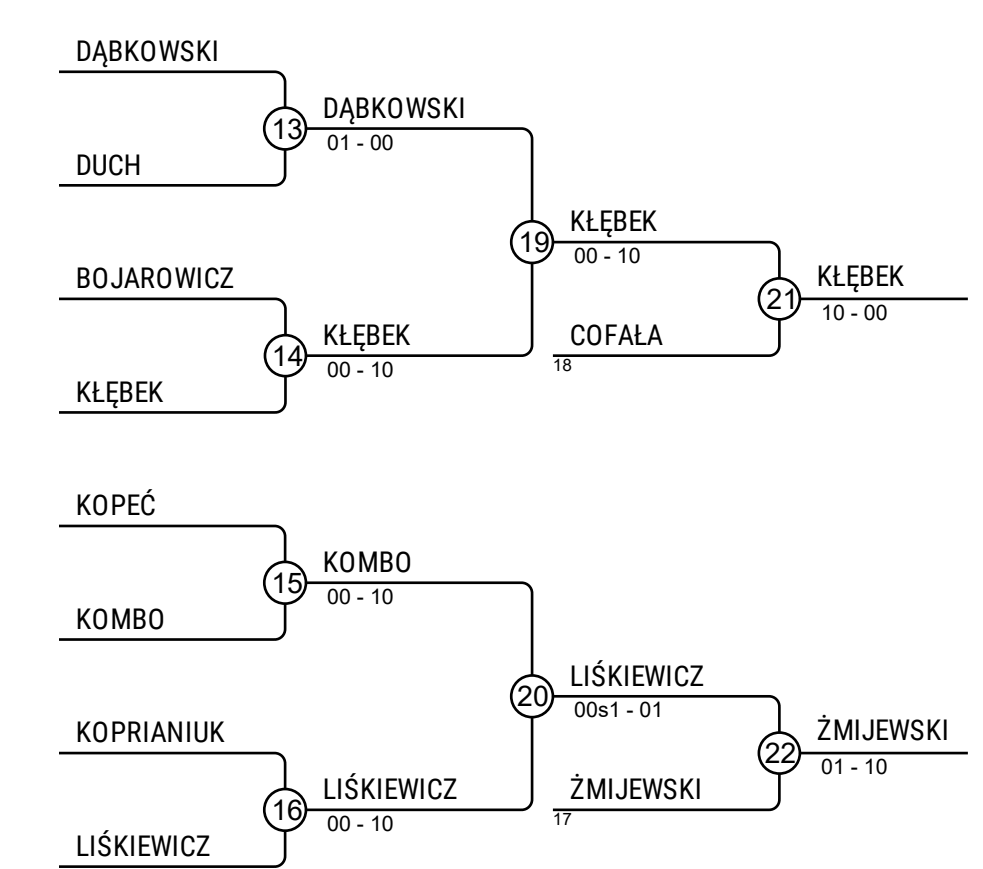 DĄBKOWSKI
13
DĄBKOWSKI
01 - 00
DUCH
19
KŁĘBEK
00 - 10
BOJAROWICZ
14
KŁĘBEK
00 - 10
KŁĘBEK
21
KŁĘBEK
10 - 00
COFAŁA
18
KOPEĆ
15
KOMBO
00 - 10
KOMBO
20
LIŚKIEWICZ
00s1 - 01
KOPRIANIUK
16
LIŚKIEWICZ
00 - 10
LIŚKIEWICZ
22
ŻMIJEWSKI
01 - 10
ŻMIJEWSKI
17